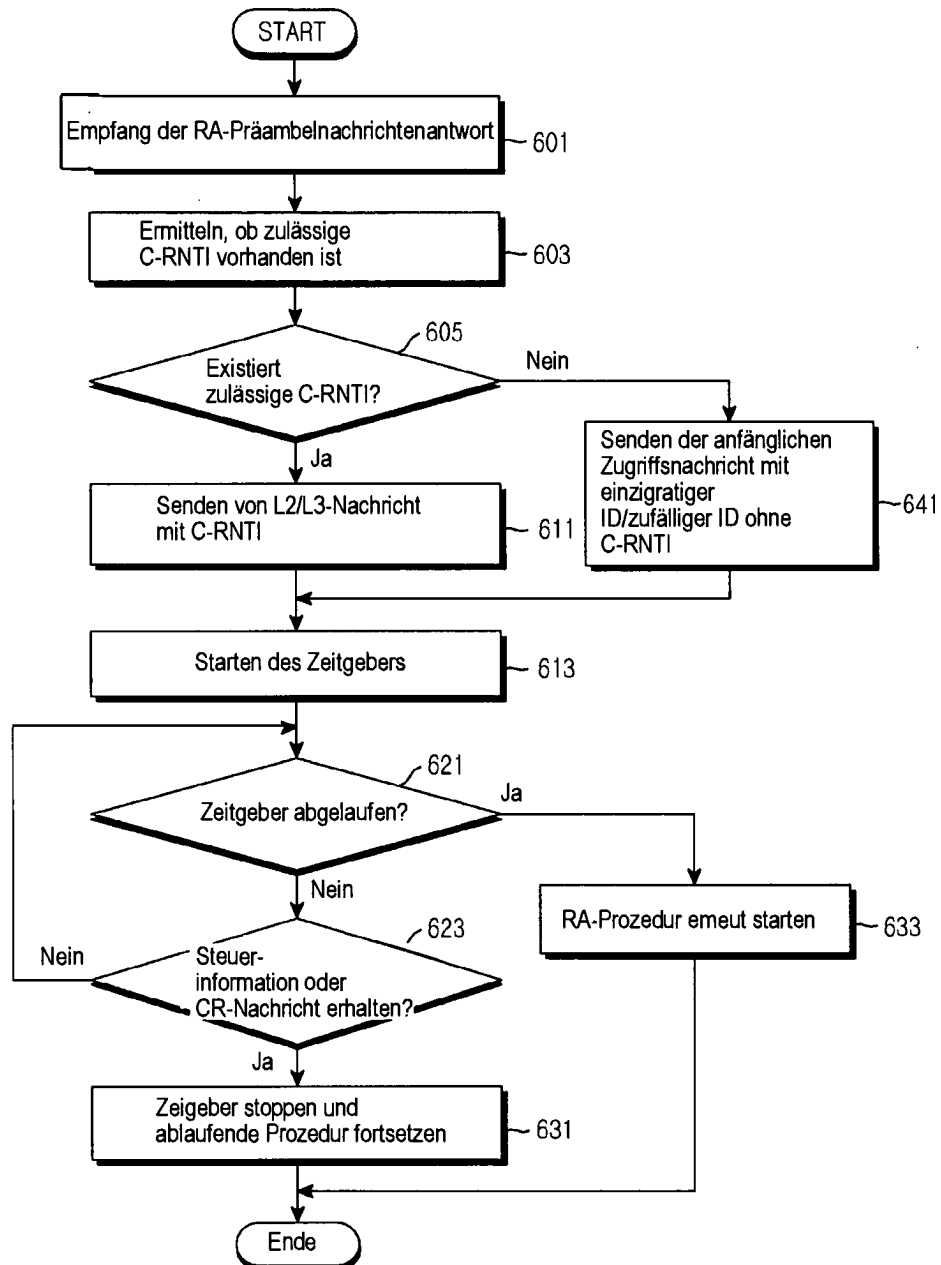 START
Empfang der RA-Präambelnachrichtenantwort
601
Ermitteln, ob zulässige
C-RNTI vorhanden ist
603
605
Existiert
zulässige C-RNTI?
Nein
Ja
Senden von L2/L3-Nachricht
mit C-RNTI
611
Senden der anfänglichen
Zugriffsnachricht mit
einzigratiger
ID/zufälliger ID ohne
C-RNTI
641
Starten des Zeitgebers
613
621
Zeitgeber abgelaufen?
Ja
Nein
RA-Prozedur erneut starten
633
623
Nein
Steuer-
information oder
CR-Nachricht erhalten?
Ja
Zeigeber stoppen und
ablaufende Prozedur fortsetzen
631
Ende